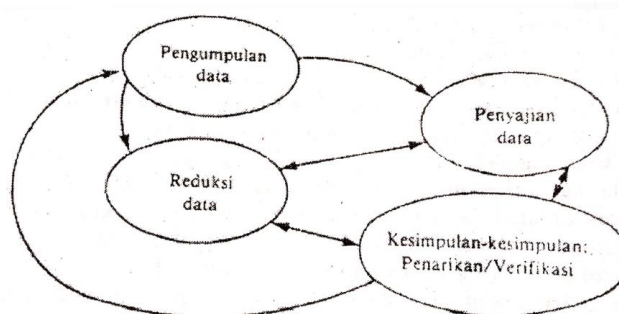 Pengumpulan
data
Penyajian
data
Reduksi
data
Kesimpulan-kesimpulan:
Penarikan/Verifikasi